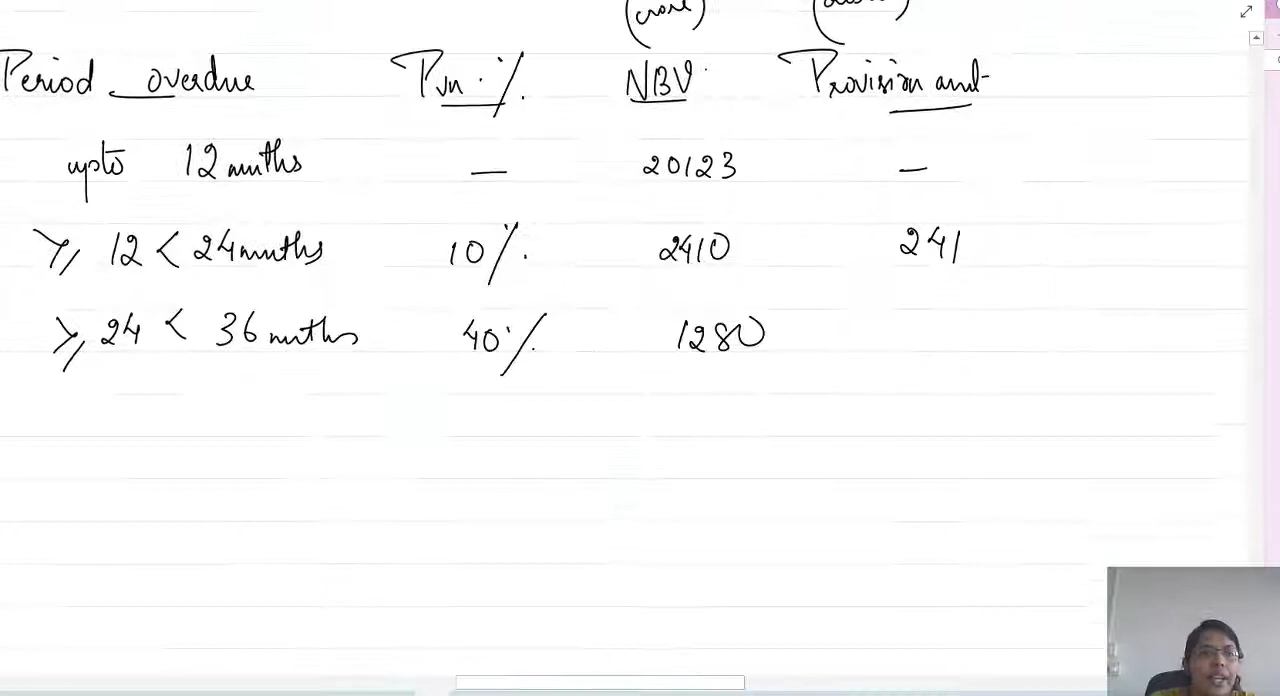 (crore)
Period overdue Pvn. % NBV Provision amt
upto 12 mnths — 20123 —
⩾ 12 < 24 mnths 10% 2410 241
⩾ 24 < 36 mnths 40% 1280